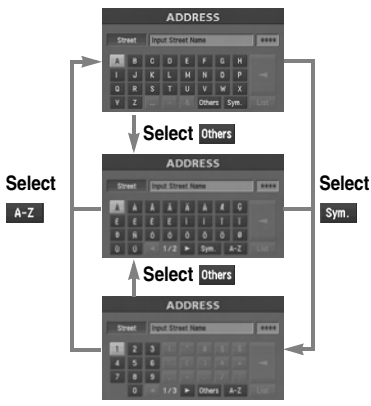 ADDRESS
Street Input Street Name ****
A B C D E F G H
I J K L M N O P
Q R S T U V W X
Y Z - ' & Others Sym. List
Select Others
ADDRESS
Street Input Street Name ****
1/2 Sym. A-Z List
Select A-Z
Select Sym.
Select Others
ADDRESS
Street Input Street Name ****
1 2 3
4 5 6
7 8 9
0 1/3 Others A-Z List